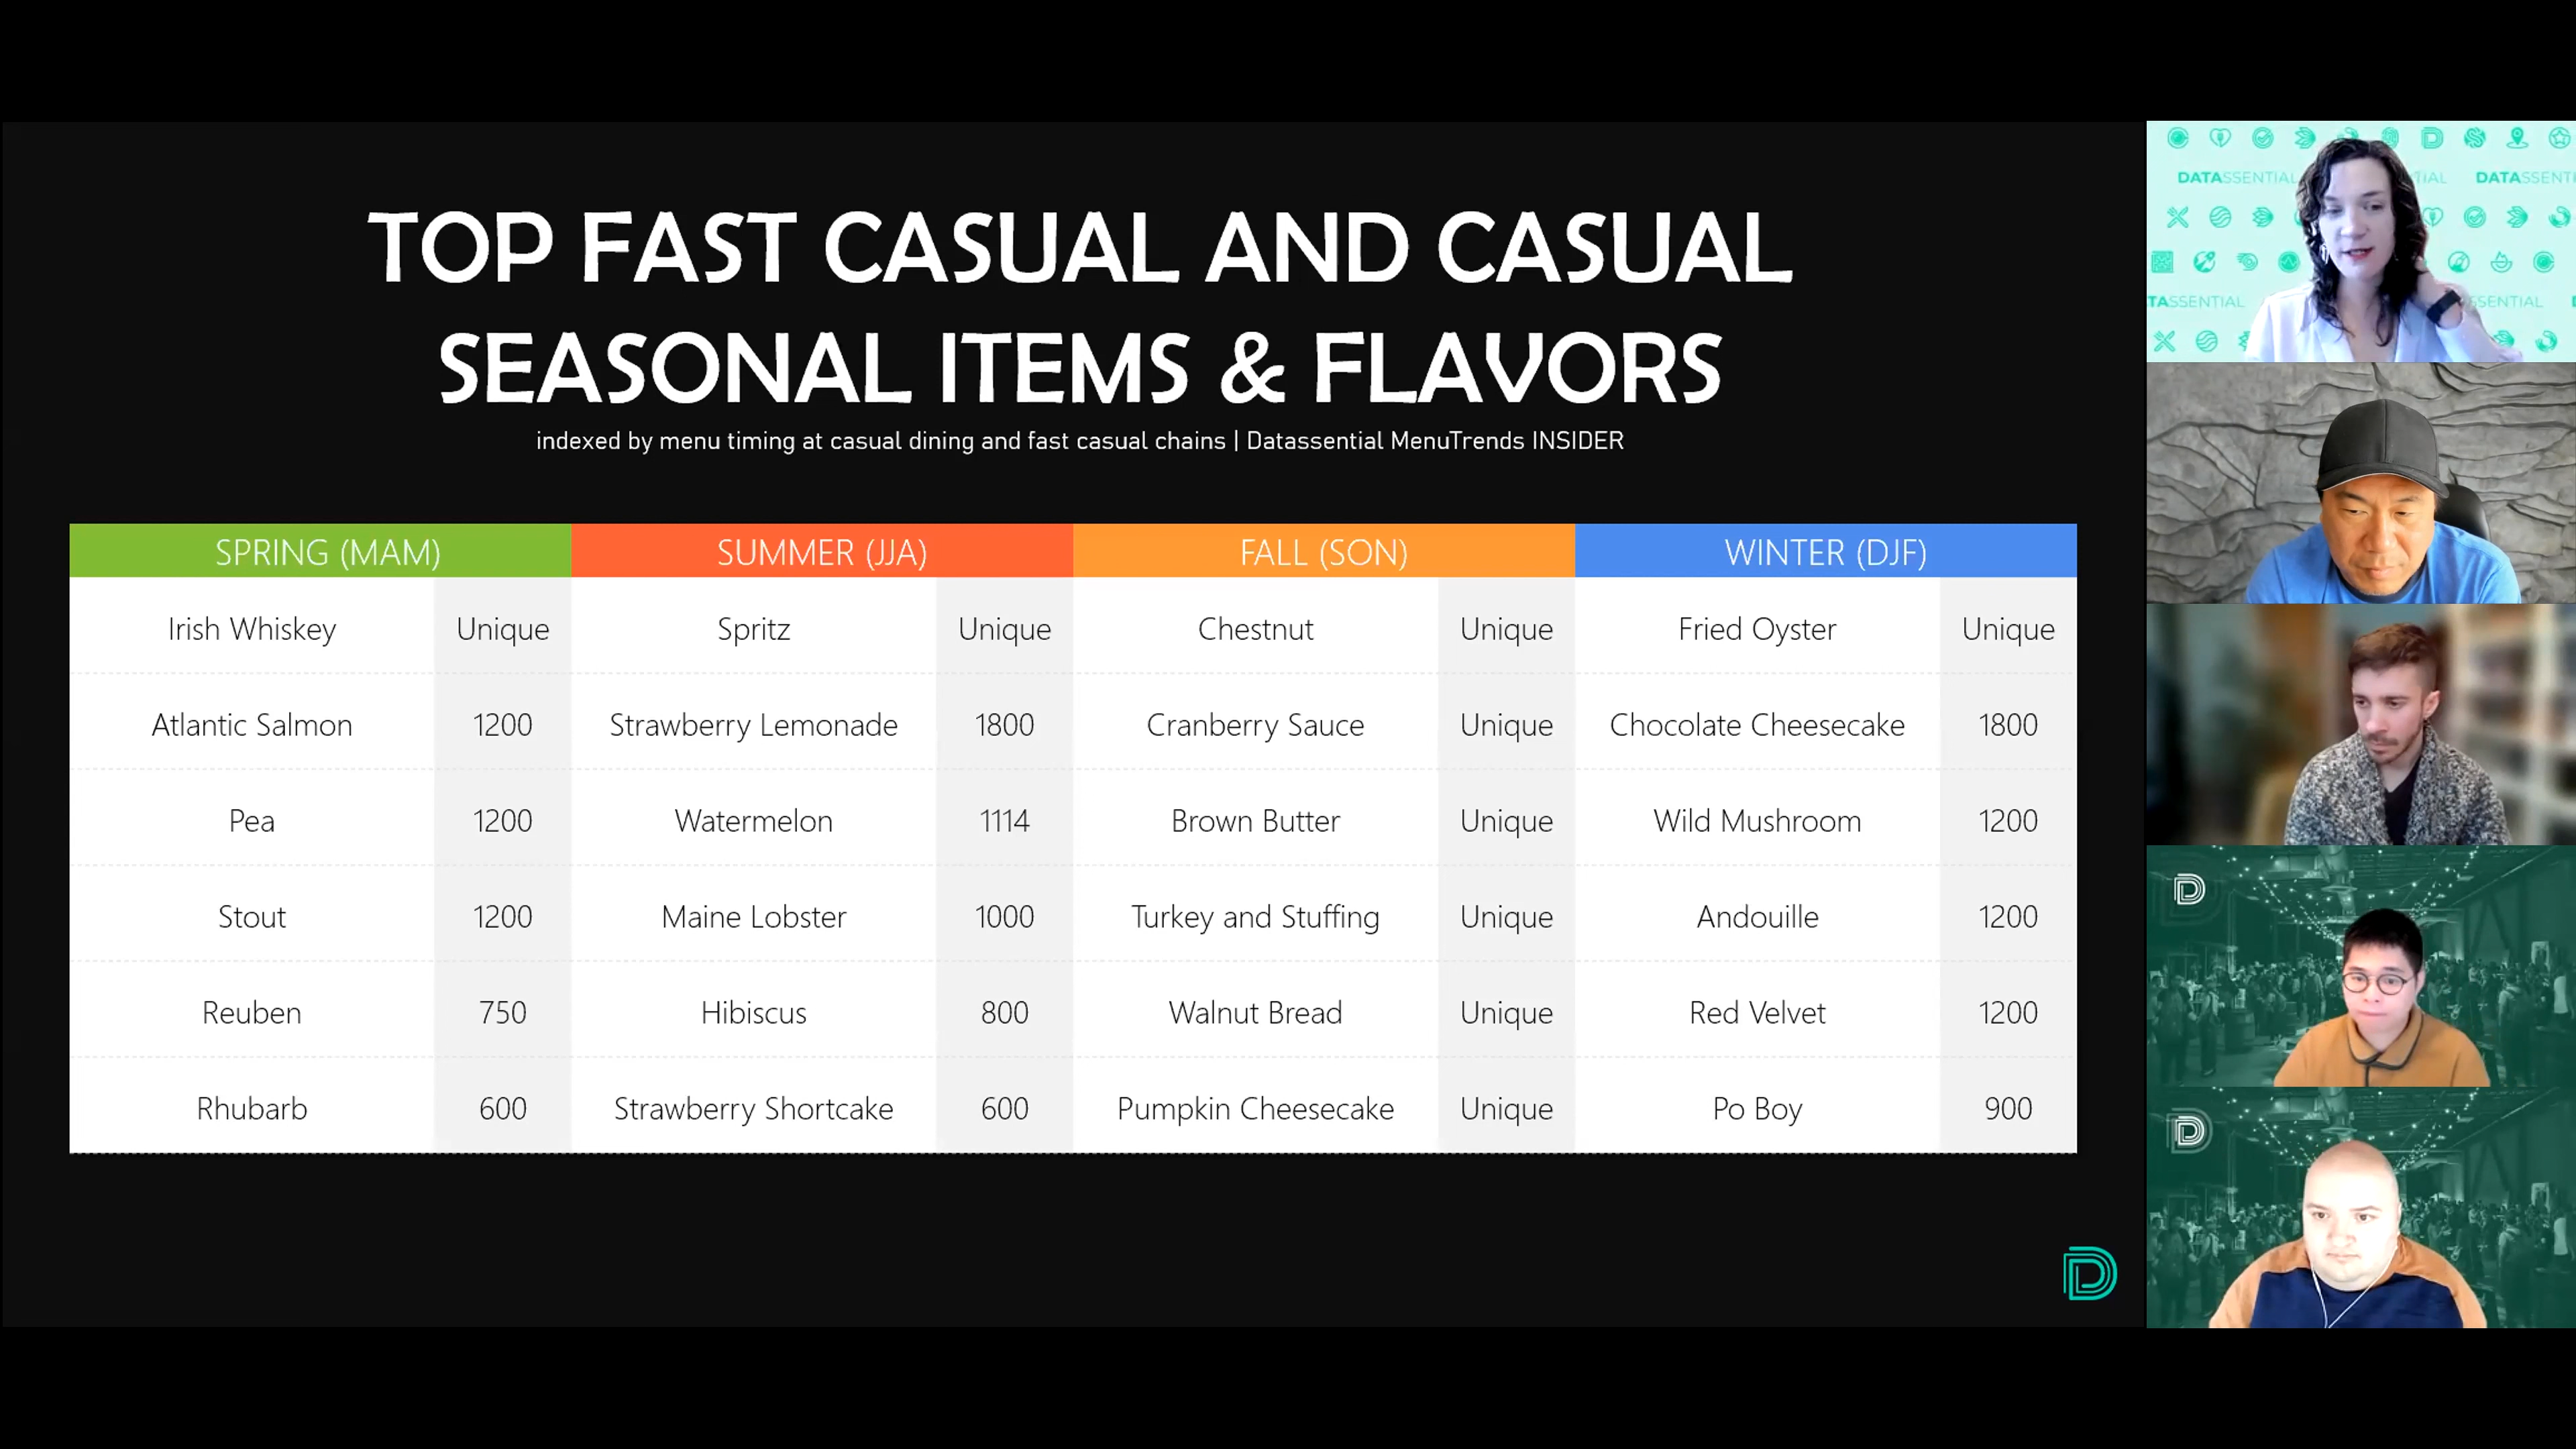 TOP FAST CASUAL AND CASUAL
SEASONAL ITEMS & FLAVORS
indexed by menu timing at casual dining and fast casual chains | Datassential MenuTrends INSIDER
SPRING (MAM) SUMMER (JJA) FALL (SON) WINTER (DJF)
Irish Whiskey Unique Spritz Unique Chestnut Unique Fried Oyster Unique
Atlantic Salmon 1200 Strawberry Lemonade 1800 Cranberry Sauce Unique Chocolate Cheesecake 1800
Pea 1200 Watermelon 1114 Brown Butter Unique Wild Mushroom 1200
Stout 1200 Maine Lobster 1000 Turkey and Stuffing Unique Andouille 1200
Reuben 750 Hibiscus 800 Walnut Bread Unique Red Velvet 1200
Rhubarb 600 Strawberry Shortcake 600 Pumpkin Cheesecake Unique Po Boy 900
DATASSENTIAL TIAL DATASSENTI
TASSENTIAL SSENTIAL